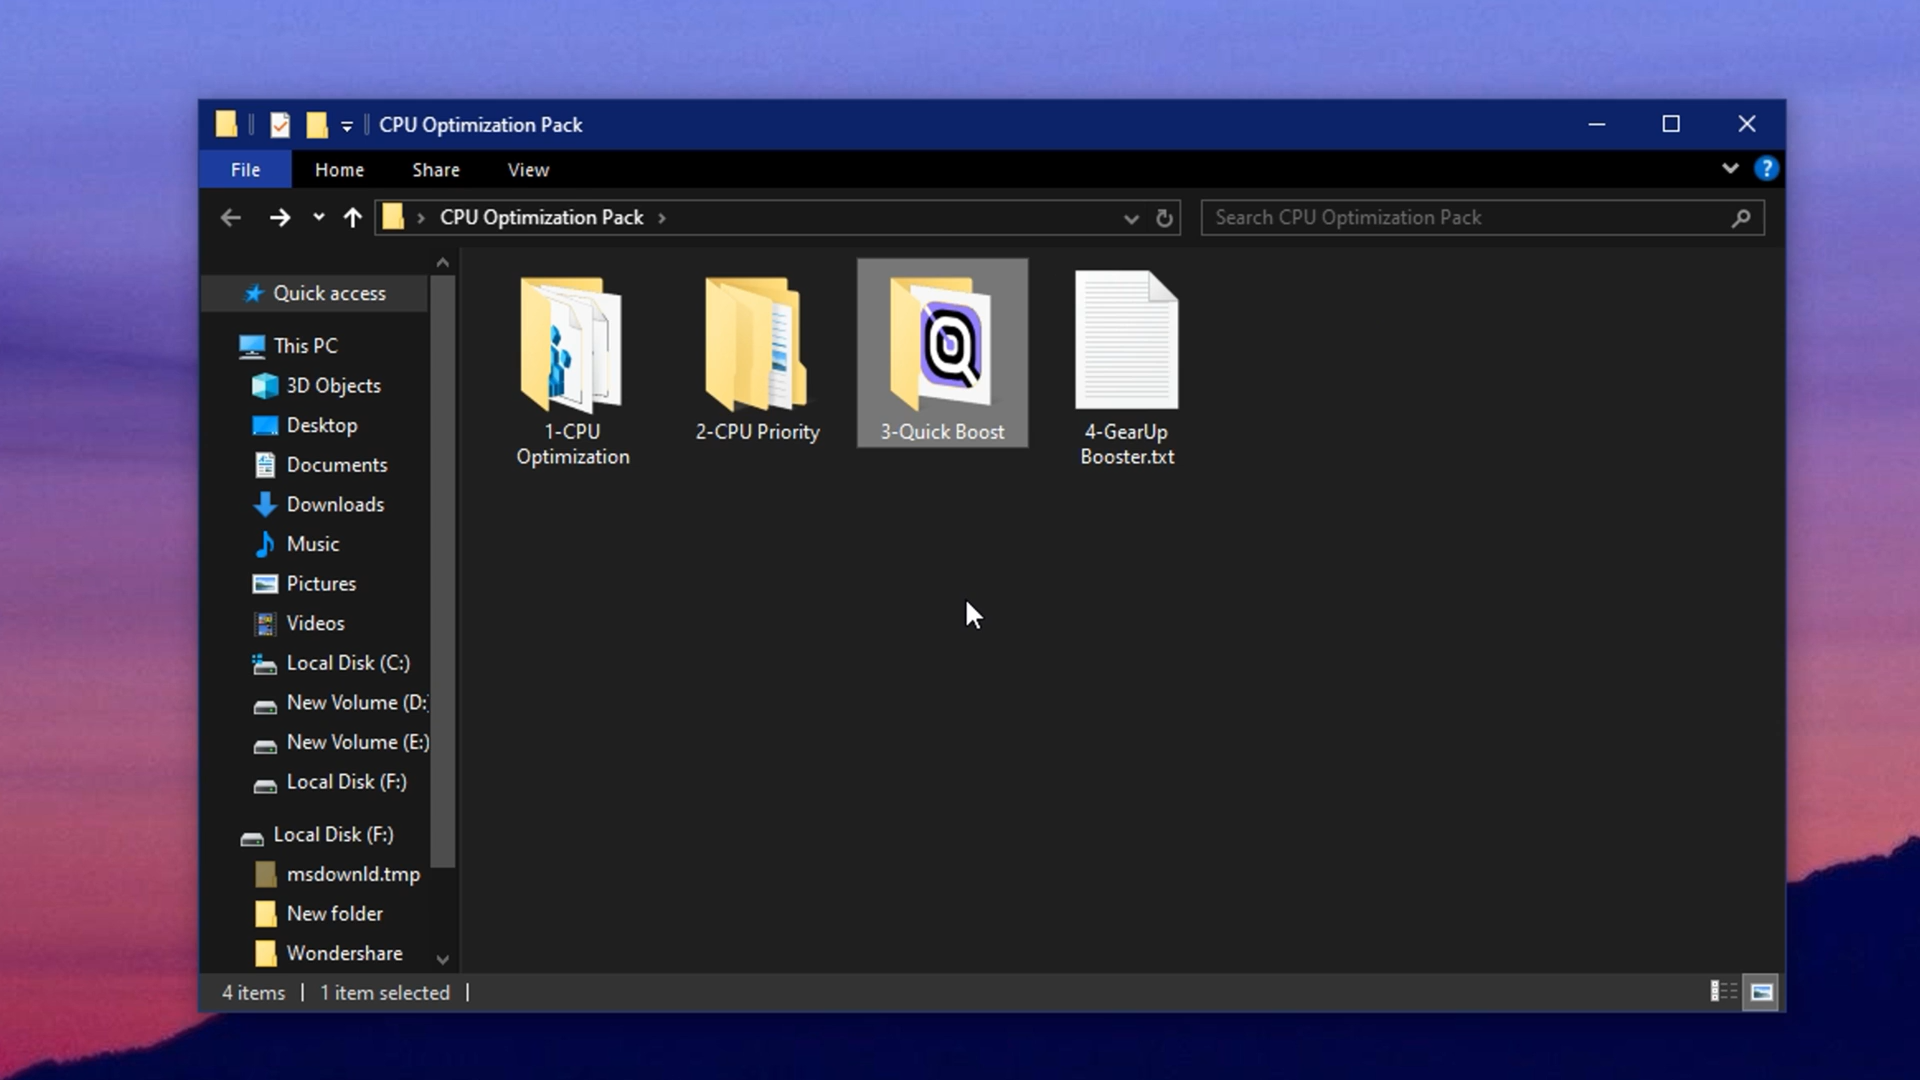 CPU Optimization Pack
File Home Share View
CPU Optimization Pack
Search CPU Optimization Pack
Quick access
This PC
3D Objects
Desktop
Documents
Downloads
Music
Pictures
Videos
Local Disk (C:)
New Volume (D:
New Volume (E:)
Local Disk (F:)
Local Disk (F:)
msdownld.tmp
New folder
Wondershare
1-CPU
Optimization
2-CPU Priority
3-Quick Boost
4-GearUp
Booster.txt
4 items 1 item selected